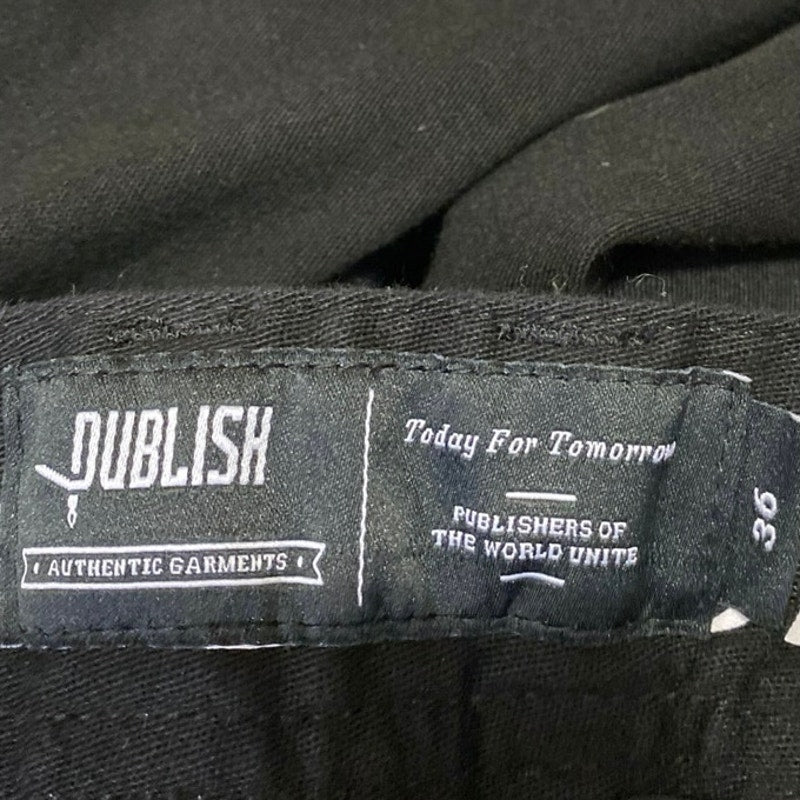 PUBLISH
AUTHENTIC GARMENTS
Today For Tomorrow
PUBLISHERS OF
THE WORLD UNITE
36